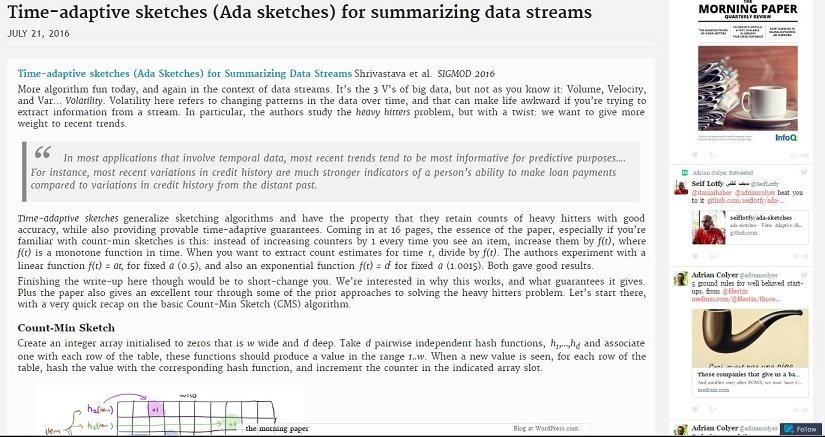 Time-adaptive sketches (Ada sketches) for summarizing data streams
JULY 21, 2016
Time-adaptive sketches (Ada Sketches) for Summarizing Data Streams Shrivastava et al. SIGMOD 2016
More algorithm fun today, and again in the context of data streams. It's the 3 V's of big data, but not as you know it: Volume, Velocity,
and Var... Volatility. Volatility here refers to changing patterns in the data over time, and that can make life awkward if you're trying to
extract information from a stream. In particular, the authors study the heavy hitters problem, but with a twist: we want to give more
weight to recent trends.
“ In most applications that involve temporal data, most recent trends tend to be most informative for predictive purposes....
For instance, most recent variations in credit history are much stronger indicators of a person's ability to make loan payments
compared to variations in credit history from the distant past.
Time-adaptive sketches generalize sketching algorithms and have the property that they retain counts of heavy hitters with good
accuracy, while also providing provable time-adaptive guarantees. Coming in at 16 pages, the essence of the paper, especially if you're
familiar with count-min sketches is this: instead of increasing counters by 1 every time you see an item, increase them by f(t), where
f(t) is a monotone function in time. When you want to extract count estimates for time t, divide by f(t). The authors experiment with a
linear function f(t) = at, for fixed a (0.5), and also an exponential function f(t) = d for fixed a (1.0015). Both gave good results.
Finishing the write-up here though would be to short-change you. We're interested in why this works, and what guarantees it gives.
Plus the paper also gives an excellent tour through some of the prior approaches to solving the heavy hitters problem. Let's start there,
with a very quick recap on the basic Count-Min Sketch (CMS) algorithm.
Count-Min Sketch
Create an integer array initialised to zeros that is w wide and d deep. Take d pairwise independent hash functions, h1,...,hd and associate
one with each row of the table, these functions should produce a value in the range 1..w. When a new value is seen, for each row of the
table, hash the value with the corresponding hash function, and increment the counter in the indicated array slot.
h1(item) +1
item h2(item) +1
the morning paper
Blog at WordPress.com.
THE
MORNING PAPER
QUARTERLY REVIEW
InfoQ
Adrian Colyer Retweeted
Seif Lotfy سيف لطفي @SeifLotfy
@itamarhaber @adriancolyer beat you
to it github.com/seiflotfy/ada-...
seiflotfy/ada-sketches
ada-sketches - Time Adaptive Sk...
github.com
Adrian Colyer @adriancolyer
5 ground rules for well behaved start-
ups, from @fdestin
medium.com/@fdestin/those...
Those companies that give us a ba...
And another one: after POWA, we now have C...
medium.com
Adrian Colyer @adriancolyer
Follow